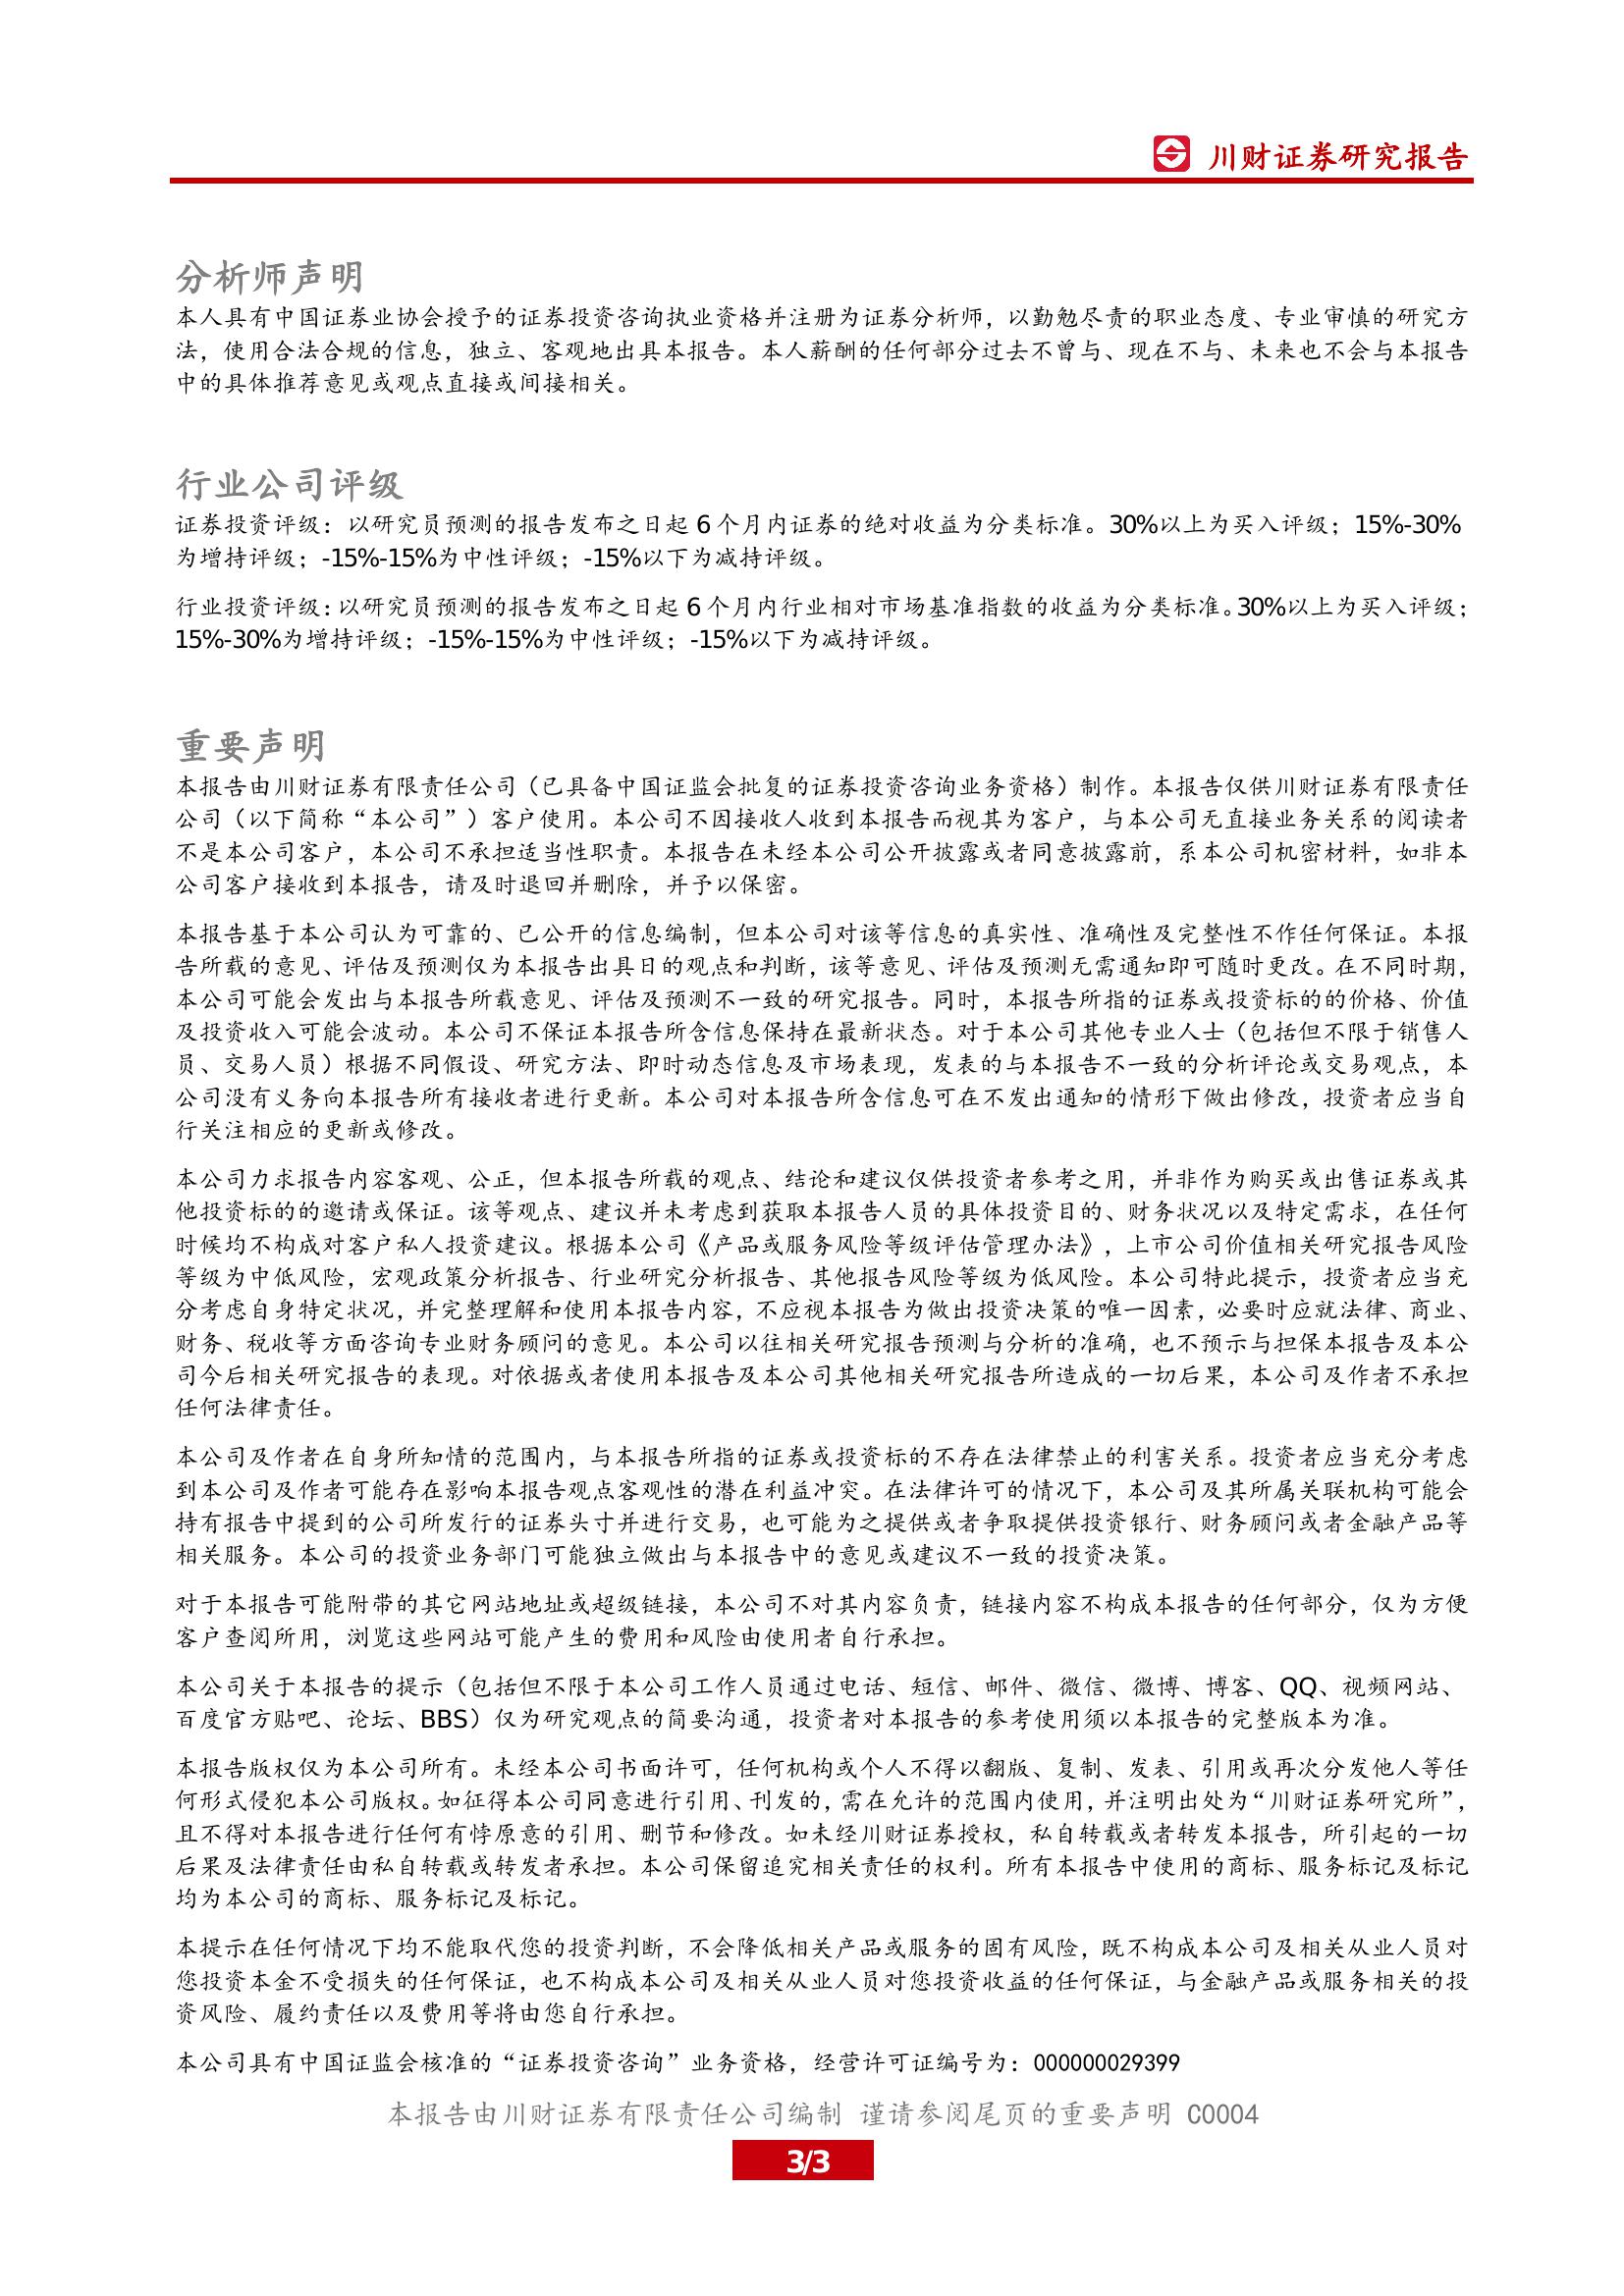 川财证券研究报告
分析师声明
本人具有中国证券业协会授予的证券投资咨询执业资格并注册为证券分析师，以勤勉尽责的职业态度、专业审慎的研究方
法，使用合法合规的信息，独立、客观地出具本报告。本人薪酬的任何部分过去不曾与、现在不与、未来也不会与本报告
中的具体推荐意见或观点直接或间接相关。
行业公司评级
证券投资评级：以研究员预测的报告发布之日起 6 个月内证券的绝对收益为分类标准。30%以上为买入评级；15%-30%
为增持评级；-15%-15%为中性评级；-15%以下为减持评级。
行业投资评级：以研究员预测的报告发布之日起 6 个月内行业相对市场基准指数的收益为分类标准。30%以上为买入评级；
15%-30%为增持评级；-15%-15%为中性评级；-15%以下为减持评级。
重要声明
本报告由川财证券有限责任公司（已具备中国证监会批复的证券投资咨询业务资格）制作。本报告仅供川财证券有限责任
公司（以下简称“本公司”）客户使用。本公司不因接收人收到本报告而视其为客户，与本公司无直接业务关系的阅读者
不是本公司客户，本公司不承担适当性职责。本报告在未经本公司公开披露或者同意披露前，系本公司机密材料，如非本
公司客户接收到本报告，请及时退回并删除，并予以保密。
本报告基于本公司认为可靠的、已公开的信息编制，但本公司对该等信息的真实性、准确性及完整性不作任何保证。本报
告所载的意见、评估及预测仅为本报告出具日的观点和判断，该等意见、评估及预测无需通知即可随时更改。在不同时期，
本公司可能会发出与本报告所载意见、评估及预测不一致的研究报告。同时，本报告所指的证券或投资标的的价格、价值
及投资收入可能会波动。本公司不保证本报告所含信息保持在最新状态。对于本公司其他专业人士（包括但不限于销售人
员、交易人员）根据不同假设、研究方法、即时动态信息及市场表现，发表的与本报告不一致的分析评论或交易观点，本
公司没有义务向本报告所有接收者进行更新。本公司对本报告所含信息可在不发出通知的情形下做出修改，投资者应当自
行关注相应的更新或修改。
本公司力求报告内容客观、公正，但本报告所载的观点、结论和建议仅供投资者参考之用，并非作为购买或出售证券或其
他投资标的的邀请或保证。该等观点、建议并未考虑到获取本报告人员的具体投资目的、财务状况以及特定需求，在任何
时候均不构成对客户私人投资建议。根据本公司《产品或服务风险等级评估管理办法》，上市公司价值相关研究报告风险
等级为中低风险，宏观政策分析报告、行业研究分析报告、其他报告风险等级为低风险。本公司特此提示，投资者应当充
分考虑自身特定状况，并完整理解和使用本报告内容，不应视本报告为做出投资决策的唯一因素，必要时应就法律、商业、
财务、税收等方面咨询专业财务顾问的意见。本公司以往相关研究报告预测与分析的准确，也不预示与担保本报告及本公
司今后相关研究报告的表现。对依据或者使用本报告及本公司其他相关研究报告所造成的一切后果，本公司及作者不承担
任何法律责任。
本公司及作者在自身所知情的范围内，与本报告所指的证券或投资标的不存在法律禁止的利害关系。投资者应当充分考虑
到本公司及作者可能存在影响本报告观点客观性的潜在利益冲突。在法律许可的情况下，本公司及其所属关联机构可能会
持有报告中提到的公司所发行的证券头寸并进行交易，也可能为之提供或者争取提供投资银行、财务顾问或者金融产品等
相关服务。本公司的投资业务部门可能独立做出与本报告中的意见或建议不一致的投资决策。
对于本报告可能附带的其它网站地址或超级链接，本公司不对其内容负责，链接内容不构成本报告的任何部分，仅为方便
客户查阅所用，浏览这些网站可能产生的费用和风险由使用者自行承担。
本公司关于本报告的提示（包括但不限于本公司工作人员通过电话、短信、邮件、微信、微博、博客、QQ、视频网站、
百度官方贴吧、论坛、BBS）仅为研究观点的简要沟通，投资者对本报告的参考使用须以本报告的完整版本为准。
本报告版权仅为本公司所有。未经本公司书面许可，任何机构或个人不得以翻版、复制、发表、引用或再次分发他人等任
何形式侵犯本公司版权。如征得本公司同意进行引用、刊发的，需在允许的范围内使用，并注明出处为“川财证券研究所”，
且不得对本报告进行任何有悖原意的引用、删节和修改。如未经川财证券授权，私自转载或者转发本报告，所引起的一切
后果及法律责任由私自转载或转发者承担。本公司保留追究相关责任的权利。所有本报告中使用的商标、服务标记及标记
均为本公司的商标、服务标记及标记。
本提示在任何情况下均不能取代您的投资判断，不会降低相关产品或服务的固有风险，既不构成本公司及相关从业人员对
您投资本金不受损失的任何保证，也不构成本公司及相关从业人员对您投资收益的任何保证，与金融产品或服务相关的投
资风险、履约责任以及费用等将由您自行承担。
本公司具有中国证监会核准的“证券投资咨询”业务资格，经营许可证编号为：000000029399
本报告由川财证券有限责任公司编制 谨请参阅尾页的重要声明 C0004
3/3